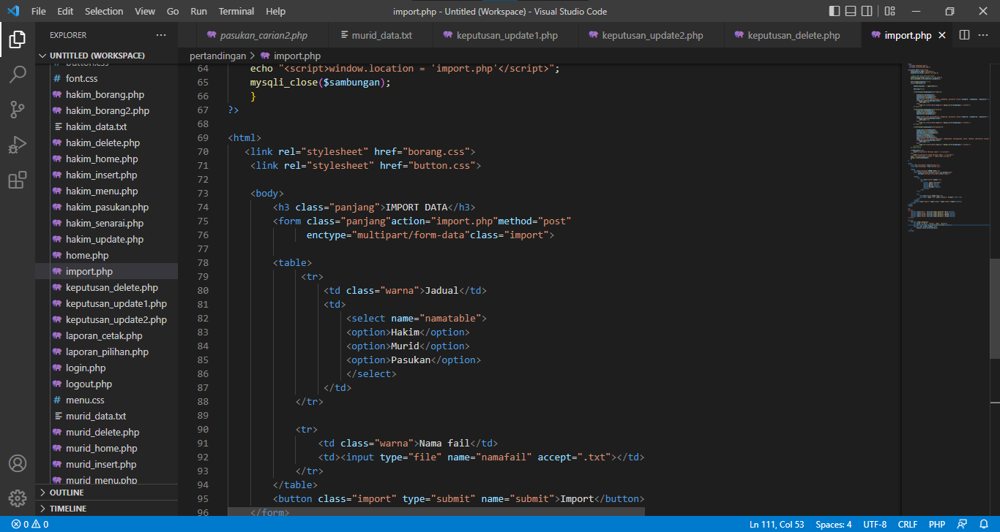 File Edit Selection View Go Run Terminal Help import.php - Untitled (Workspace) - Visual Studio Code
EXPLORER ···
pasukan_carian2.php murid_data.txt keputusan_update1.php keputusan_update2.php keputusan_delete.php import.php
pertandingan > import.php
UNTITLED (WORKSPACE)
button.css
font.css
hakim_borang.php
hakim_borang2.php
hakim_data.txt
hakim_delete.php
hakim_home.php
hakim_insert.php
hakim_menu.php
hakim_pasukan.php
hakim_senarai.php
hakim_update.php
home.php
import.php
keputusan_delete.php
keputusan_update1.php
keputusan_update2.php
laporan_cetak.php
laporan_pilihan.php
login.php
logout.php
menu.css
murid_data.txt
murid_delete.php
murid_home.php
murid_insert.php
murid_menu.php
OUTLINE
TIMELINE
64 echo "<script>window.location = 'import.php'</script>";
65 mysqli_close($sambungan);
66 }
67 ?>
68
69 <html>
70 <link rel="stylesheet" href="borang.css">
71 <link rel="stylesheet" href="button.css">
72
73 <body>
74 <h3 class="panjang">IMPORT DATA</h3>
75 <form class="panjang"action="import.php"method="post"
76 enctype="multipart/form-data"class="import">
77
78 <table>
79 <tr>
80 <td class="warna">Jadual</td>
81 <td>
82 <select name="namatable">
83 <option>Hakim</option>
84 <option>Murid</option>
85 <option>Pasukan</option>
86 </select>
87 </td>
88 </tr>
89
90 <tr>
91 <td class="warna">Nama fail</td>
92 <td><input type="file" name="namafail" accept=".txt"></td>
93 </tr>
94 </table>
95 <button class="import" type="submit" name="submit">Import</button>
96 </form>
0 0 Ln 111, Col 53 Spaces: 4 UTF-8 CRLF PHP